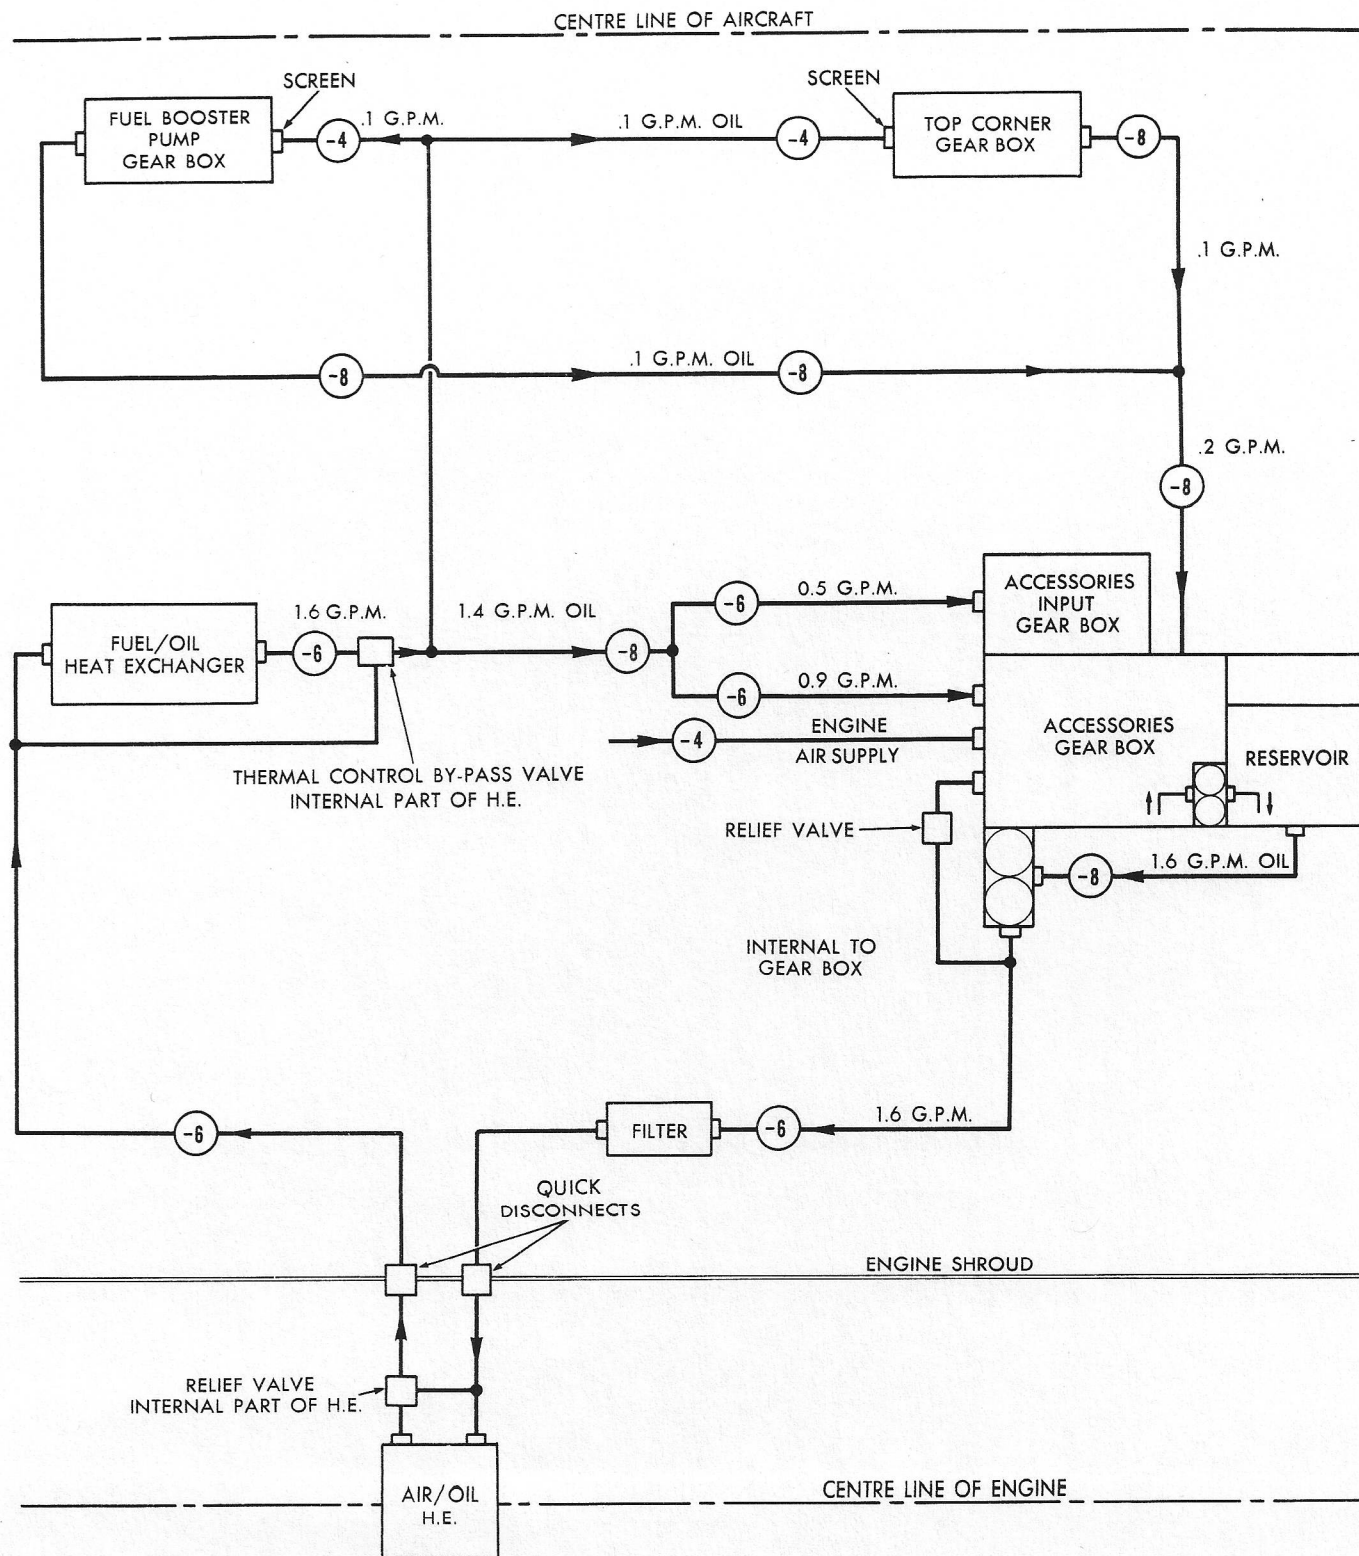 CENTRE LINE OF AIRCRAFT
SCREEN
SCREEN
FUEL BOOSTER
PUMP
GEAR BOX
-4
.1 G.P.M.
.1 G.P.M. OIL
-4
TOP CORNER
GEAR BOX
-8
.1 G.P.M.
-8
.1 G.P.M. OIL
-8
.2 G.P.M.
-8
FUEL/OIL
HEAT EXCHANGER
1.6 G.P.M.
-6
1.4 G.P.M. OIL
-8
-6
0.5 G.P.M.
ACCESSORIES
INPUT
GEAR BOX
-6
0.9 G.P.M.
-4
ENGINE
AIR SUPPLY
ACCESSORIES
GEAR BOX
RESERVOIR
THERMAL CONTROL BY-PASS VALVE
INTERNAL PART OF H.E.
RELIEF VALVE
-8
1.6 G.P.M. OIL
INTERNAL TO
GEAR BOX
-6
FILTER
-6
1.6 G.P.M.
QUICK
DISCONNECTS
ENGINE SHROUD
RELIEF VALVE
INTERNAL PART OF H.E.
AIR/OIL
H.E.
CENTRE LINE OF ENGINE